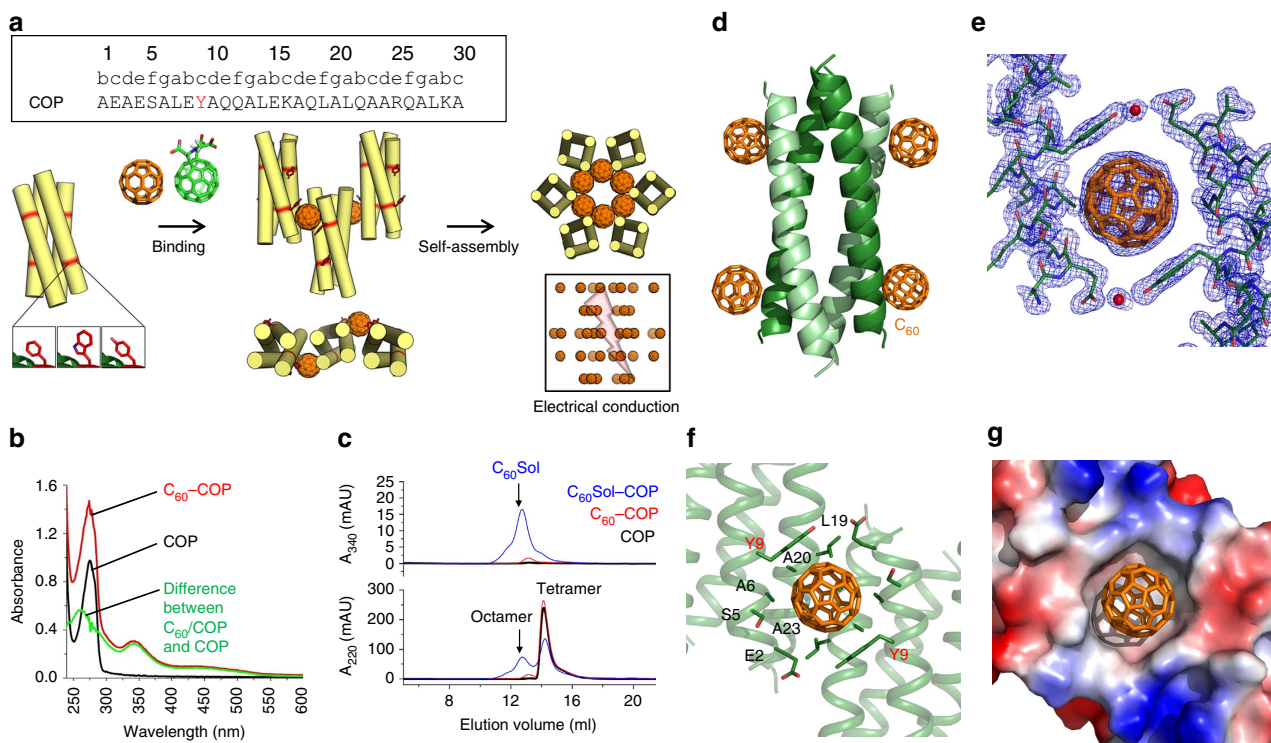 a
1 5 10 15 20 25 30
bcdefgabcdefgabcdefgabcdefgabc
COP AEAESALEYAQQALEKAQLALQAARQALKA
Binding
Self-assembly
Electrical conduction
b
1.6
1.2
0.8
0.4
0.0
Absorbance
C60–COP
COP
Difference
between
C60/COP
and COP
250 300 350 400 450 500 550 600
Wavelength (nm)
c
C60Sol
25
20
15
10
5
0
A340 (mAU)
C60Sol–COP
C60–COP
COP
400
300
200
100
0
A220 (mAU)
Octamer
Tetramer
8 12 16 20
Elution volume (ml)
d
C60
e
f
L19
Y9
A20
A6
S5
A23
E2
Y9
g